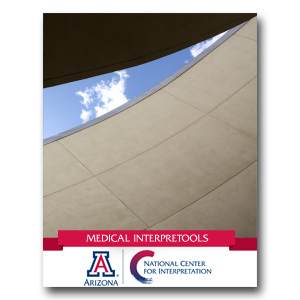 MEDICAL INTERPRETOOLS
A
ARIZONA
NATIONAL CENTER
FOR INTERPRETATION